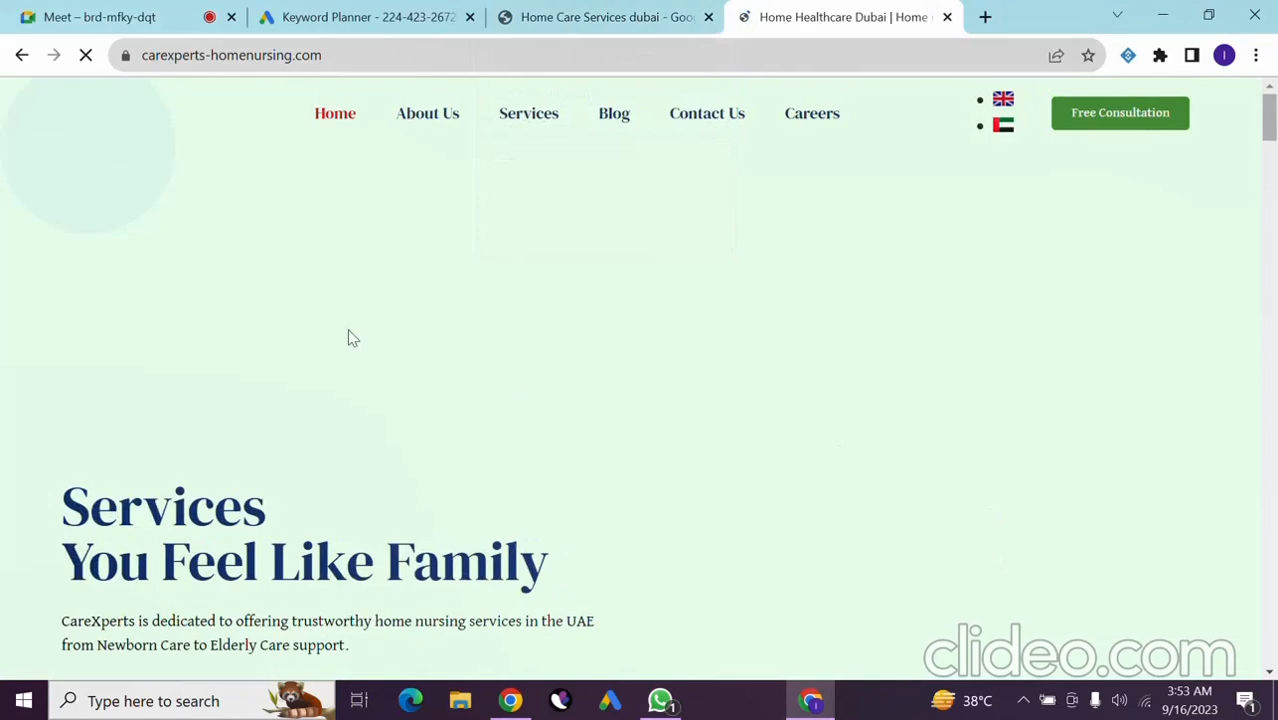 Meet – brd-mfky-dqt
Keyword Planner - 224-423-2672
Home Care Services dubai - Goo
Home Healthcare Dubai | Home
carexperts-homenursing.com
I
Home
About Us
Services
Blog
Contact Us
Careers
Free Consultation
Services
You Feel Like Family
CareXperts is dedicated to offering trustworthy home nursing services in the UAE
from Newborn Care to Elderly Care support.
clideo.com
Type here to search
1
38°C
3:53 AM
9/16/2023
1